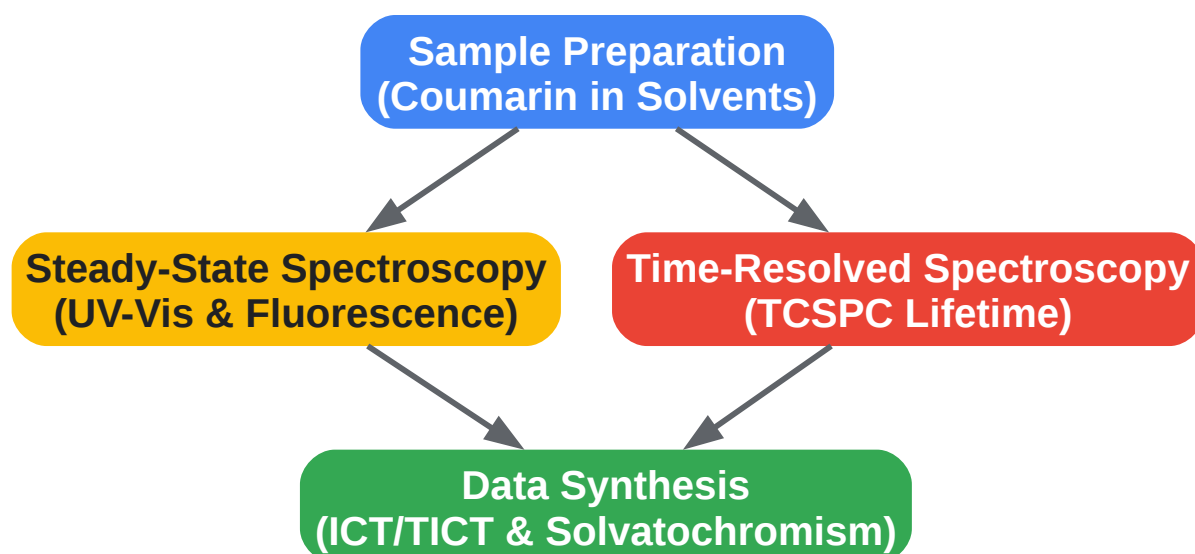 Sample Preparation
(Coumarin in Solvents)
Steady-State Spectroscopy
(UV-Vis & Fluorescence)
Time-Resolved Spectroscopy
(TCSPC Lifetime)
Data Synthesis
(ICT/TICT & Solvatochromism)